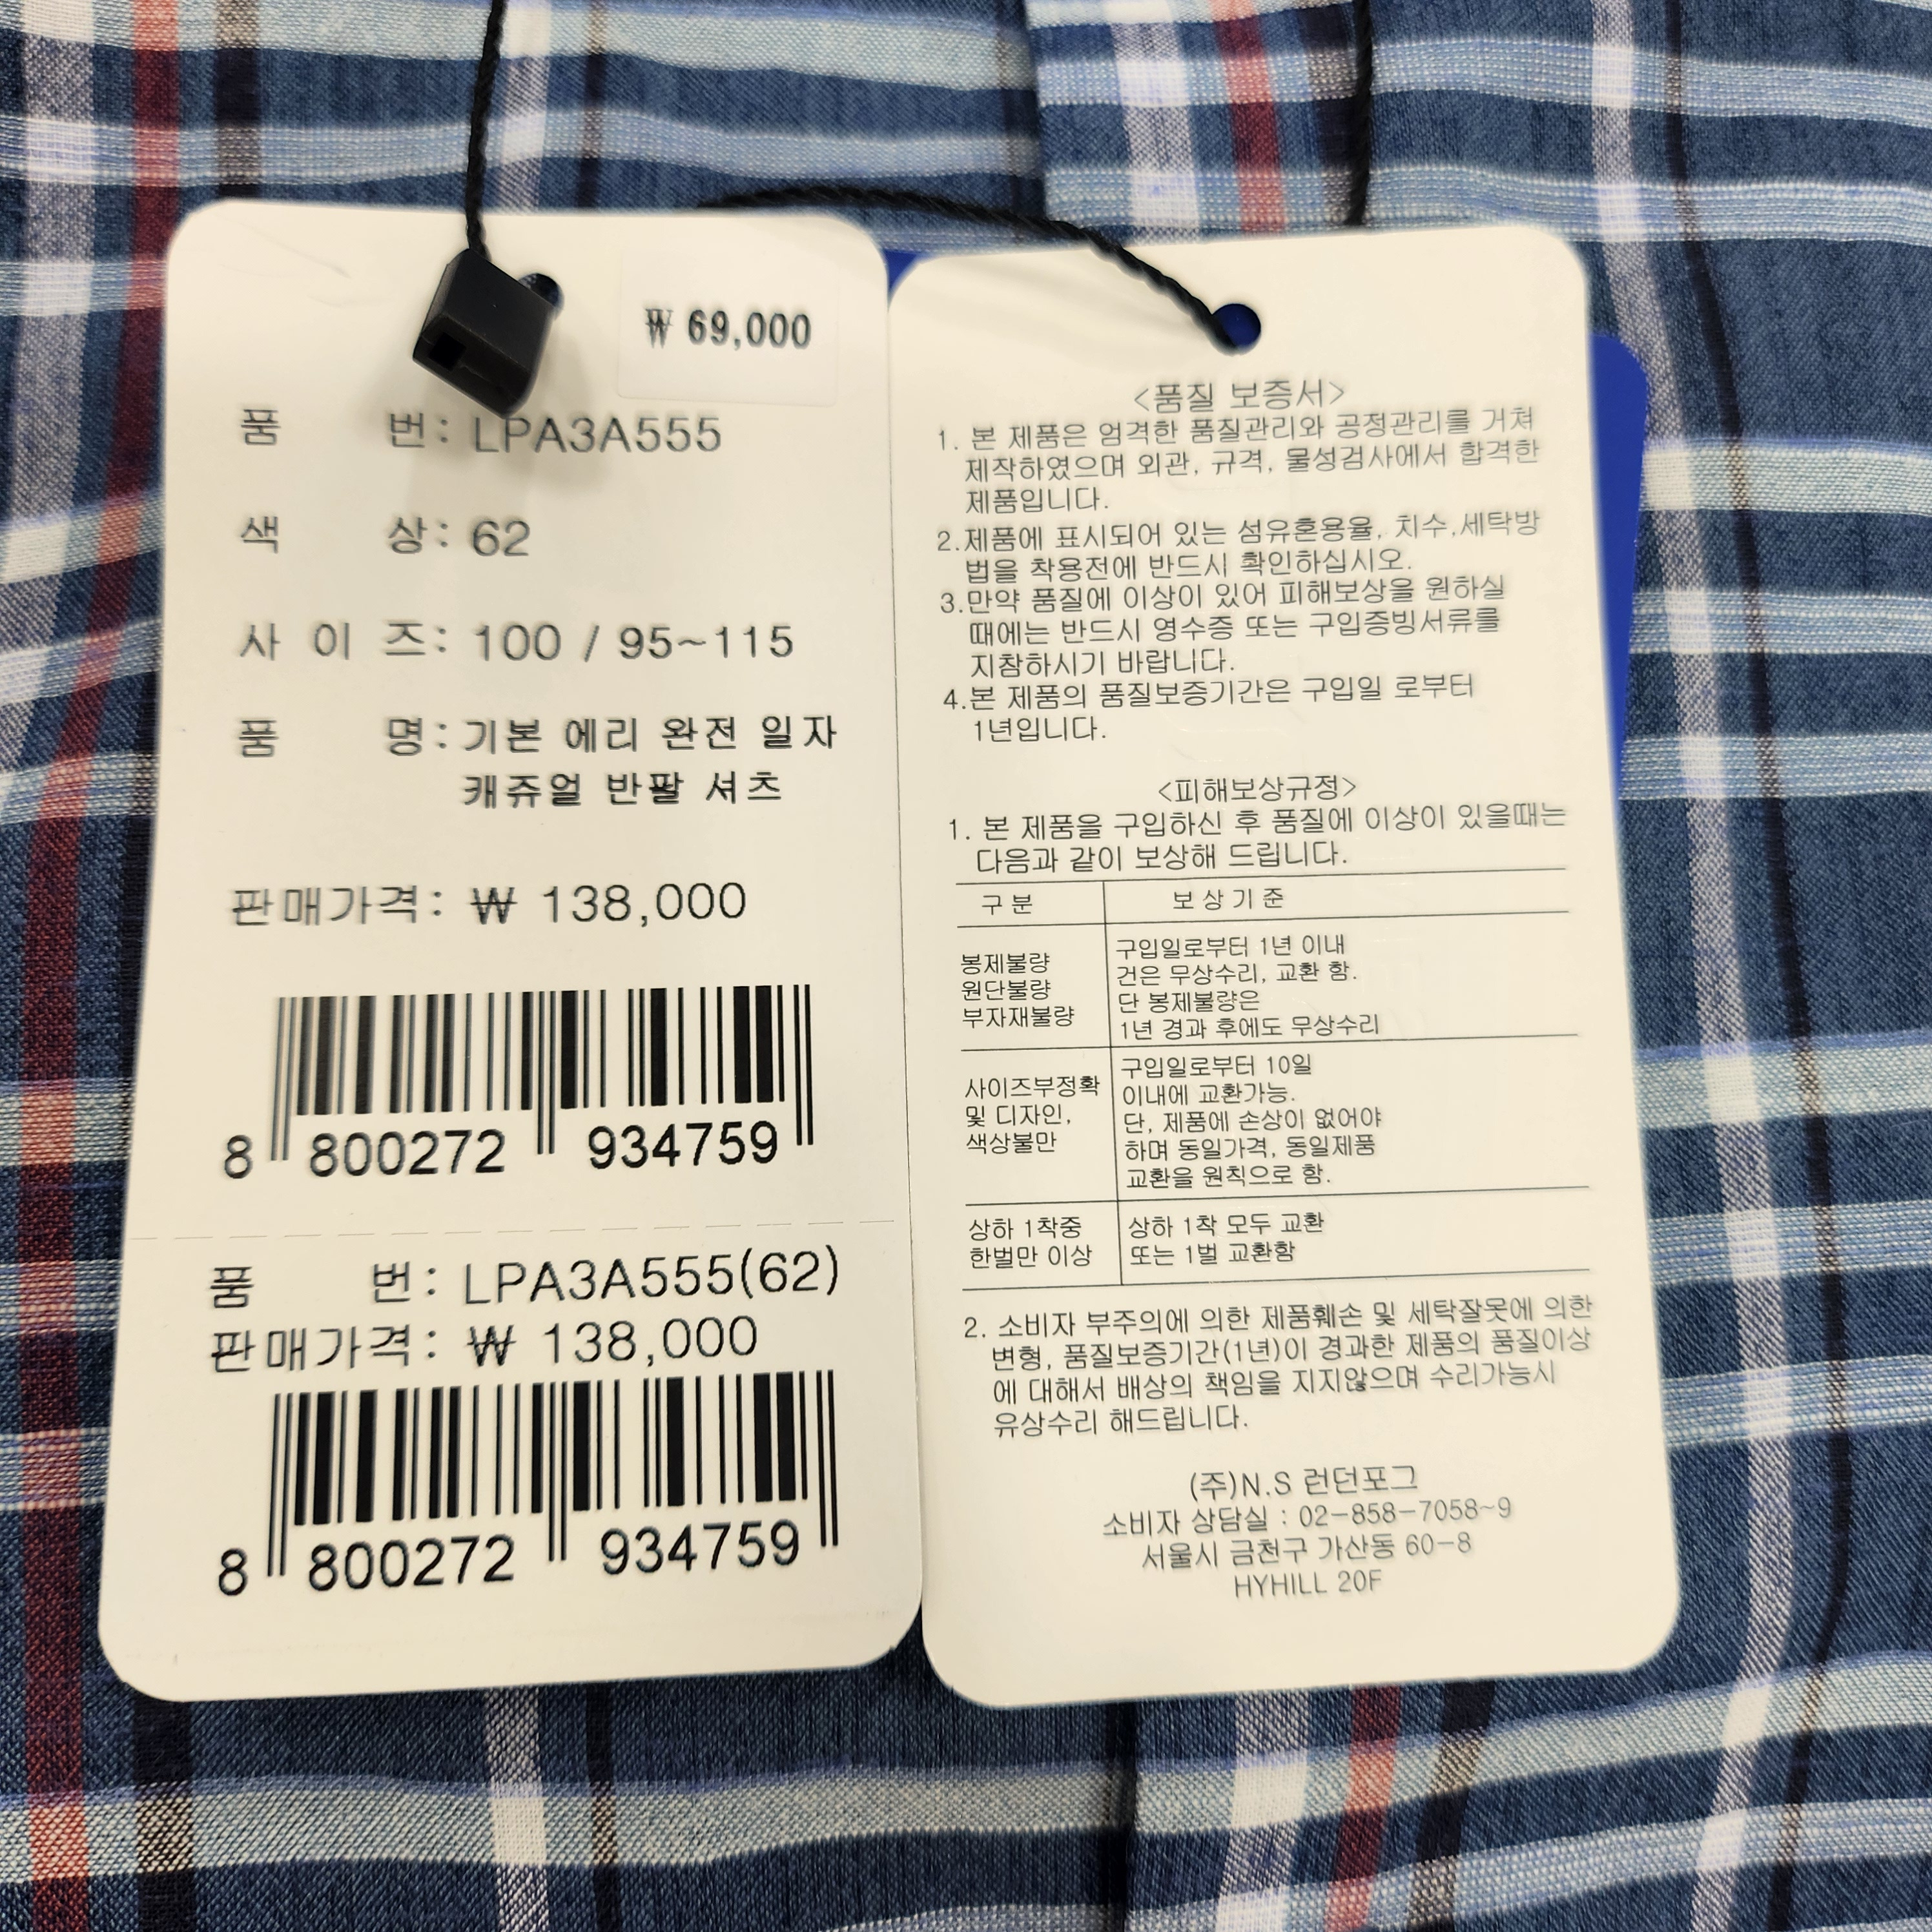 ₩ 69,000
품 번: LPA3A555
색 상: 62
사 이 즈: 100 / 95~115
품 명: 기본 에리 완전 일자
캐쥬얼 반팔 셔츠
판매가격: ₩ 138,000
8 800272 934759
품 번: LPA3A555(62)
판매가격: ₩ 138,000
8 800272 934759
<품질 보증서>
1. 본 제품은 엄격한 품질관리와 공정관리를 거쳐
제작하였으며 외관, 규격, 물성검사에서 합격한
제품입니다.
2.제품에 표시되어 있는 섬유혼용율, 치수,세탁방
법을 착용전에 반드시 확인하십시오.
3.만약 품질에 이상이 있어 피해보상을 원하실
때에는 반드시 영수증 또는 구입증빙서류를
지참하시기 바랍니다.
4.본 제품의 품질보증기간은 구입일 로부터
1년입니다.
<피해보상규정>
1. 본 제품을 구입하신 후 품질에 이상이 있을때는
다음과 같이 보상해 드립니다.
구 분 보 상 기 준
봉제불량
원단불량
부자재불량
구입일로부터 1년 이내
건은 무상수리, 교환 함.
단 봉제불량은
1년 경과 후에도 무상수리
사이즈부정확
및 디자인,
색상불만
구입일로부터 10일
이내에 교환가능.
단, 제품에 손상이 없어야
하며 동일가격, 동일제품
교환을 원칙으로 함.
상하 1착중
한벌만 이상
상하 1착 모두 교환
또는 1벌 교환함
2. 소비자 부주의에 의한 제품훼손 및 세탁잘못에 의한
변형, 품질보증기간(1년)이 경과한 제품의 품질이상
에 대해서 배상의 책임을 지지않으며 수리가능시
유상수리 해드립니다.
(주)N.S 런던포그
소비자 상담실 : 02-858-7058~9
서울시 금천구 가산동 60-8
HYHILL 20F